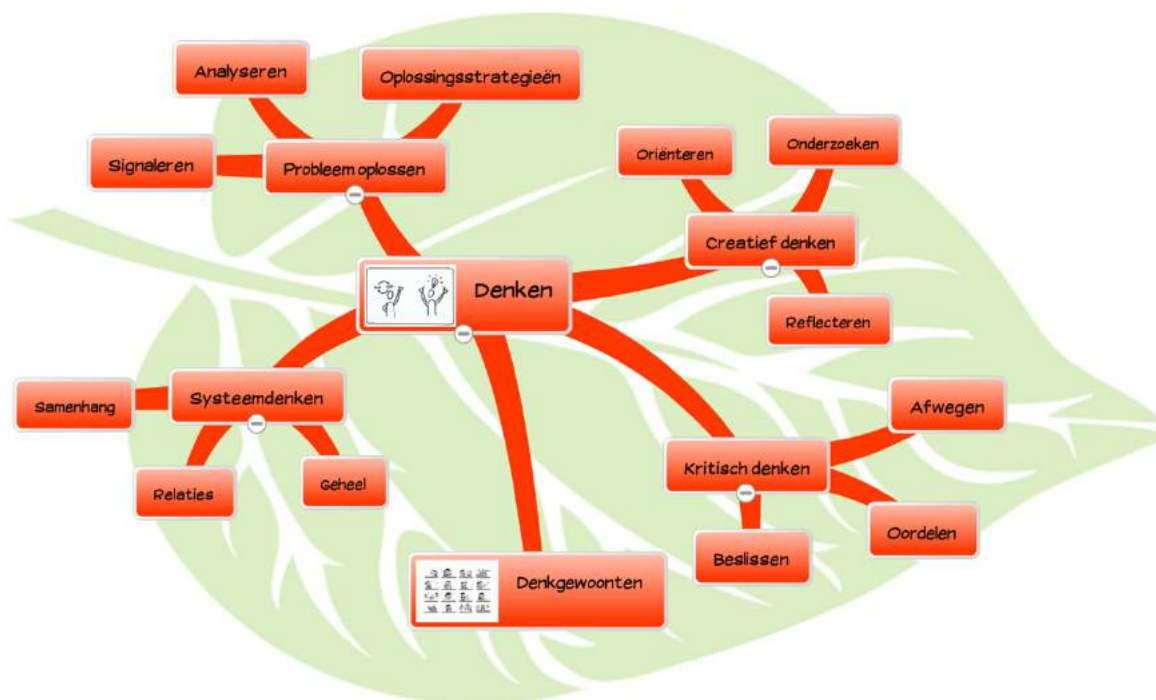 Analyseren
Oplossingsstrategieën
Signaleren
Probleem oplossen
Oriënteren
Onderzoeken
Creatief denken
Reflecteren
Denken
Systeemdenken
Samenhang
Relaties
Geheel
Afwegen
Kritisch denken
Oordelen
Beslissen
Denkgewoonten